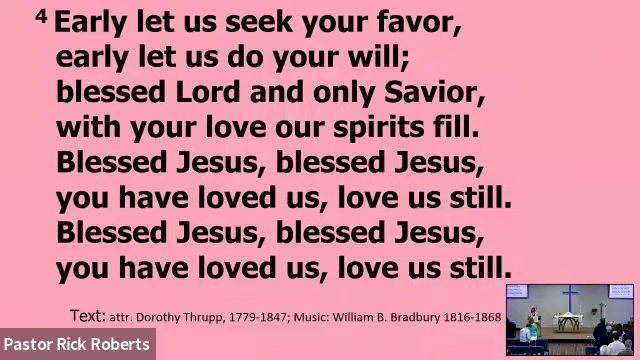 4 Early let us seek your favor,
early let us do your will;
blessed Lord and only Savior,
with your love our spirits fill.
Blessed Jesus, blessed Jesus,
you have loved us, love us still.
Blessed Jesus, blessed Jesus,
you have loved us, love us still.
Text: attr. Dorothy Thrupp, 1779-1847; Music: William B. Bradbury 1816-1868
Pastor Rick Roberts